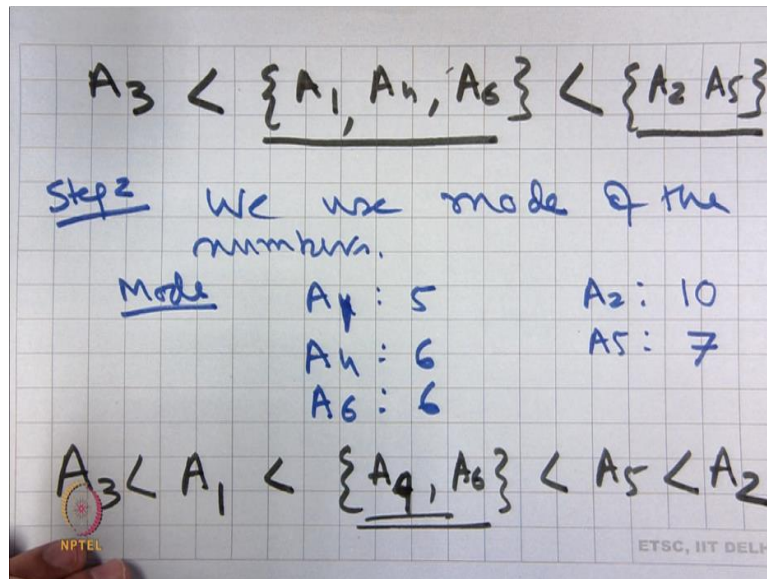 A3 < {A1, A4, A6} < {A2 A5}
Step 2 We use mode of the
numbers.
Mode A1 : 5 A2 : 10
A4 : 6 A5 : 7
A6 : 6
A3 < A1 < {A4, A6} < A5 < A2
NPTEL
ETSC, IIT DELH